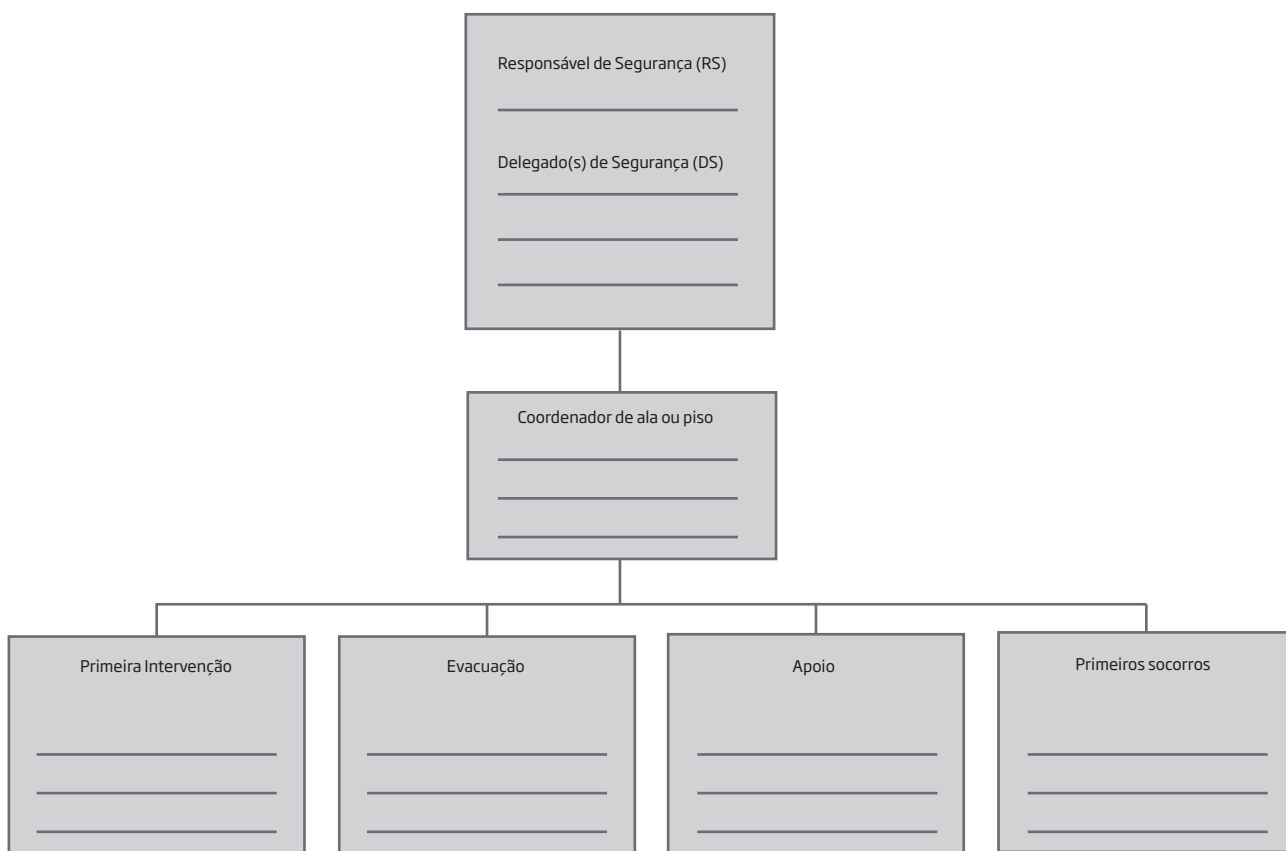 Responsável de Segurança (RS)
Delegado(s) de Segurança (DS)
Coordenador de ala ou piso
Primeira Intervenção
Evacuação
Apoio
Primeiros socorros